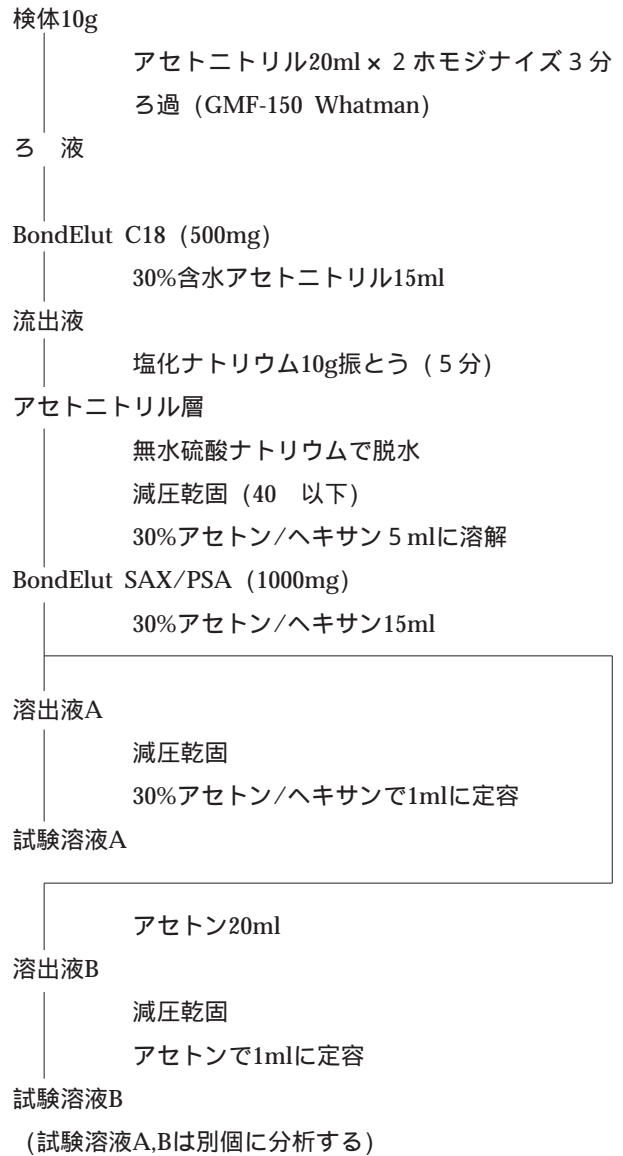 検体10g
アセトニトリル20ml × 2 ホモジナイズ3分
ろ過 (GMF-150 Whatman)
ろ　液
BondElut C18 (500mg)
30%含水アセトニトリル15ml
流出液
塩化ナトリウム10g振とう (5分)
アセトニトリル層
無水硫酸ナトリウムで脱水
減圧乾固 (40　以下)
30%アセトン/ヘキサン5mlに溶解
BondElut SAX/PSA (1000mg)
30%アセトン/ヘキサン15ml
溶出液A
減圧乾固
30%アセトン/ヘキサンで1mlに定容
試験溶液A
アセトン20ml
溶出液B
減圧乾固
アセトンで1mlに定容
試験溶液B
(試験溶液A,Bは別個に分析する)